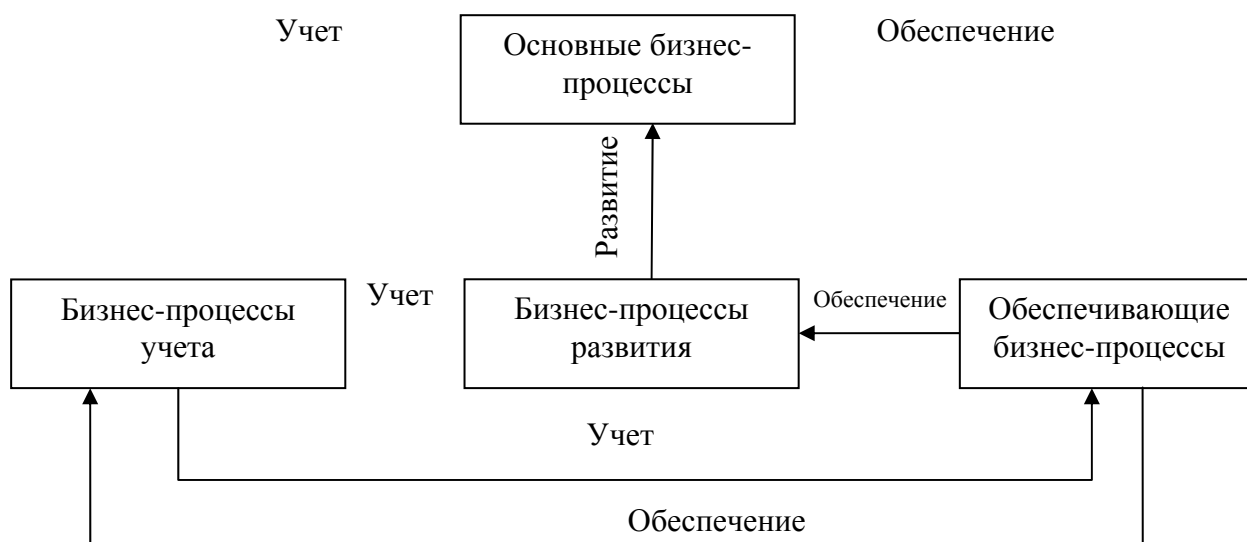 Учет
Основные бизнес-
процессы
Обеспечение
Развитие
Бизнес-процессы
учета
Учет
Бизнес-процессы
развития
Обеспечение
Обеспечивающие
бизнес-процессы
Учет
Обеспечение